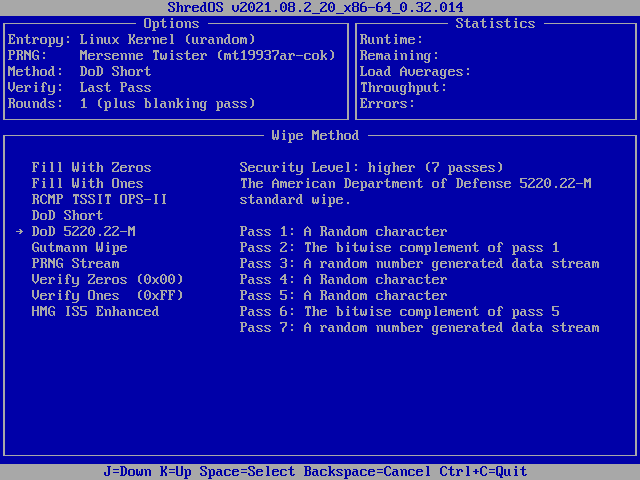 ShredOS v2021.08.2_20_x86-64_0.32.014
Options
Entropy: Linux Kernel (urandom)
PRNG: Mersenne Twister (mt19937ar-cok)
Method: DoD Short
Verify: Last Pass
Rounds: 1 (plus blanking pass)
Statistics
Runtime:
Remaining:
Load Averages:
Throughput:
Errors:
Wipe Method
Fill With Zeros
Fill With Ones
RCMP TSSIT OPS-II
DoD Short
→ DoD 5220.22-M
Gutmann Wipe
PRNG Stream
Verify Zeros (0x00)
Verify Ones (0xFF)
HMG IS5 Enhanced
Security Level: higher (7 passes)
The American Department of Defense 5220.22-M
standard wipe.
Pass 1: A Random character
Pass 2: The bitwise complement of pass 1
Pass 3: A random number generated data stream
Pass 4: A Random character
Pass 5: A Random character
Pass 6: The bitwise complement of pass 5
Pass 7: A random number generated data stream
J=Down K=Up Space=Select Backspace=Cancel Ctrl+C=Quit